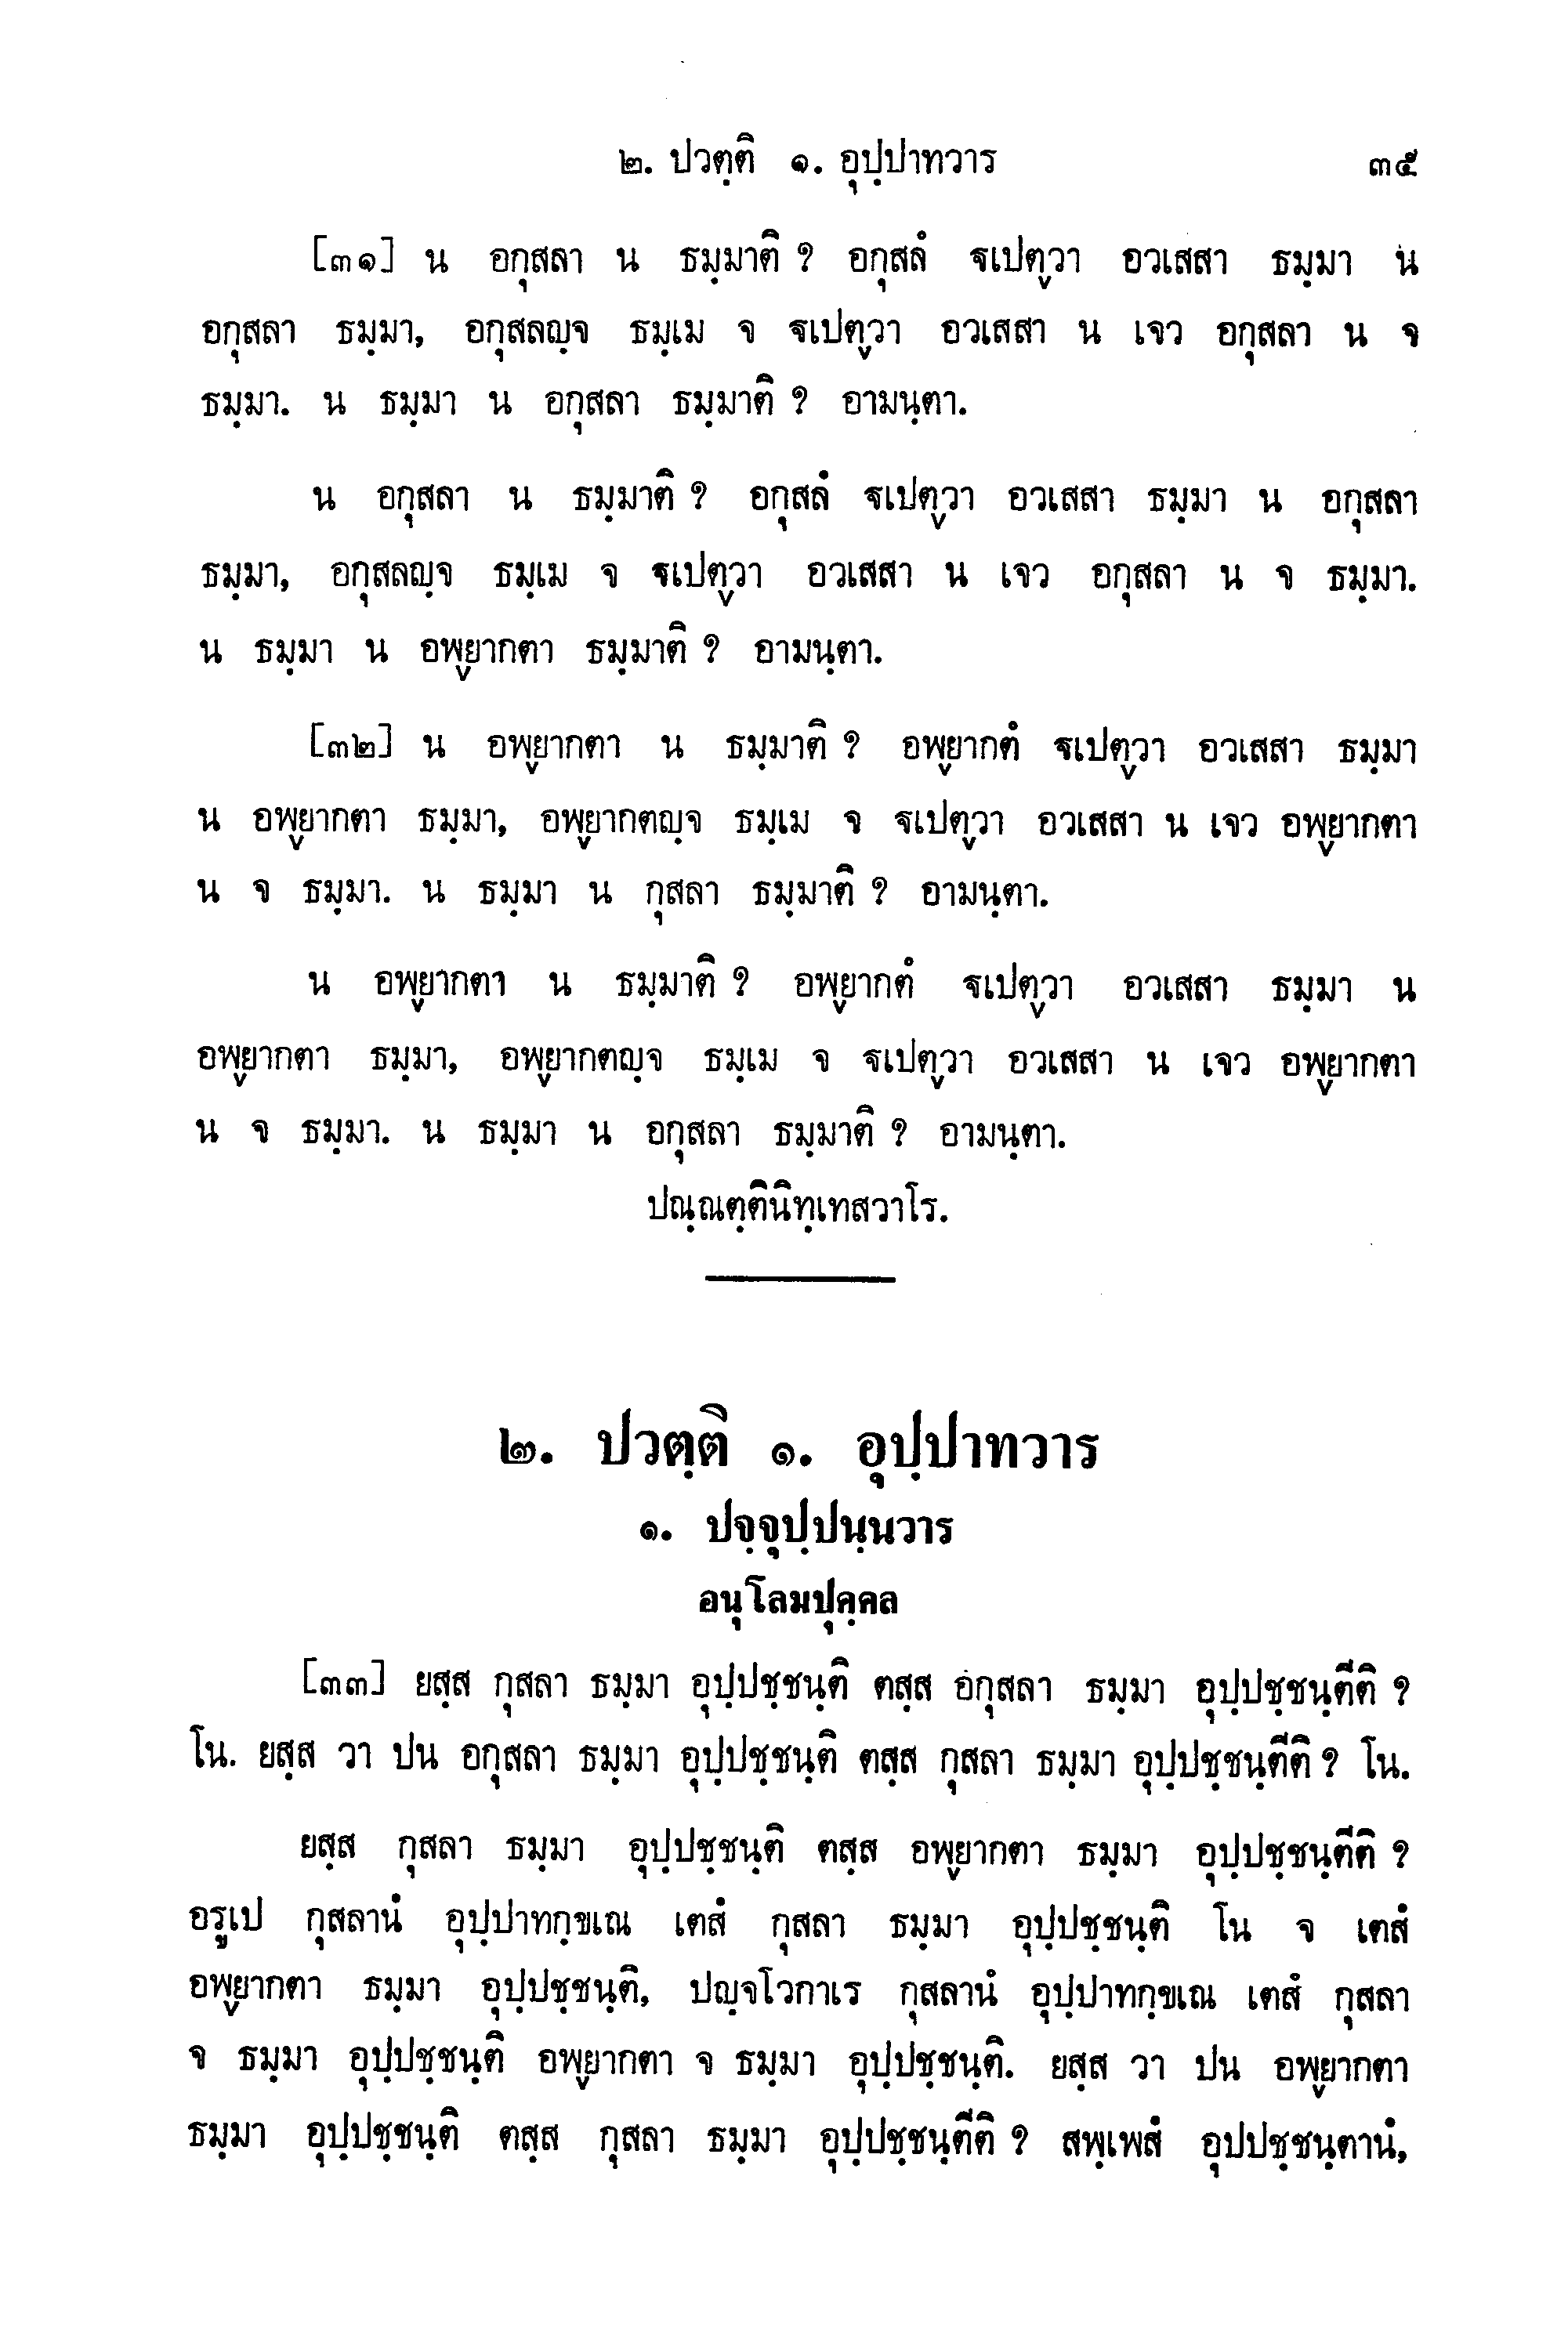 ๒. ปวตฺติ ๑. อุปฺปาทวาร ๓๕
[๓๑] น อกุสลา น ธมฺมาติ ? อกุสลํ ฐเปตฺวา อวเสสา ธมฺมา น
อกุสลา ธมฺมา, อกุสลญฺจ ธมฺเม จ ฐเปตฺวา อวเสสา น เจว อกุสลา น จ
ธมฺมา. น ธมฺมา น อกุสลา ธมฺมาติ ? อามนฺตา.
น อกุสลา น ธมฺมาติ ? อกุสลํ ฐเปตฺวา อวเสสา ธมฺมา น อกุสลา
ธมฺมา, อกุสลญฺจ ธมฺเม จ ฐเปตฺวา อวเสสา น เจว อกุสลา น จ ธมฺมา.
น ธมฺมา น อพฺยากตา ธมฺมาติ ? อามนฺตา.
[๓๒] น อพฺยากตา น ธมฺมาติ ? อพฺยากตํ ฐเปตฺวา อวเสสา ธมฺมา
น อพฺยากตา ธมฺมา, อพฺยากตญฺจ ธมฺเม จ ฐเปตฺวา อวเสสา น เจว อพฺยากตา
น จ ธมฺมา. น ธมฺมา น กุสลา ธมฺมาติ ? อามนฺตา.
น อพฺยากตา น ธมฺมาติ ? อพฺยากตํ ฐเปตฺวา อวเสสา ธมฺมา น
อพฺยากตา ธมฺมา, อพฺยากตญฺจ ธมฺเม จ ฐเปตฺวา อวเสสา น เจว อพฺยากตา
น จ ธมฺมา. น ธมฺมา น อกุสลา ธมฺมาติ ? อามนฺตา.
ปณฺณตฺตินิทฺเทสวาโร.
๒. ปวตฺติ ๑. อุปฺปาทวาร
๑. ปจฺจุปฺปนฺนวาร
อนุโลมปุคฺคล
[๓๓] ยสฺส กุสลา ธมฺมา อุปฺปชฺชนฺติ ตสฺส อกุสลา ธมฺมา อุปฺปชฺชนฺตีติ ?
โน. ยสฺส วา ปน อกุสลา ธมฺมา อุปฺปชฺชนฺติ ตสฺส กุสลา ธมฺมา อุปฺปชฺชนฺตีติ ? โน.
ยสฺส กุสลา ธมฺมา อุปฺปชฺชนฺติ ตสฺส อพฺยากตา ธมฺมา อุปฺปชฺชนฺตีติ ?
อรูเป กุสลานํ อุปฺปาทกฺขเณ เตสํ กุสลา ธมฺมา อุปฺปชฺชนฺติ โน จ เตสํ
อพฺยากตา ธมฺมา อุปฺปชฺชนฺติ, ปญฺจโวกาเร กุสลานํ อุปฺปาทกฺขเณ เตสํ กุสลา
จ ธมฺมา อุปฺปชฺชนฺติ อพฺยากตา จ ธมฺมา อุปฺปชฺชนฺติ. ยสฺส วา ปน อพฺยากตา
ธมฺมา อุปฺปชฺชนฺติ ตสฺส กุสลา ธมฺมา อุปฺปชฺชนฺตีติ ? สพฺเพสํ อุปปชฺชนฺตานํ,